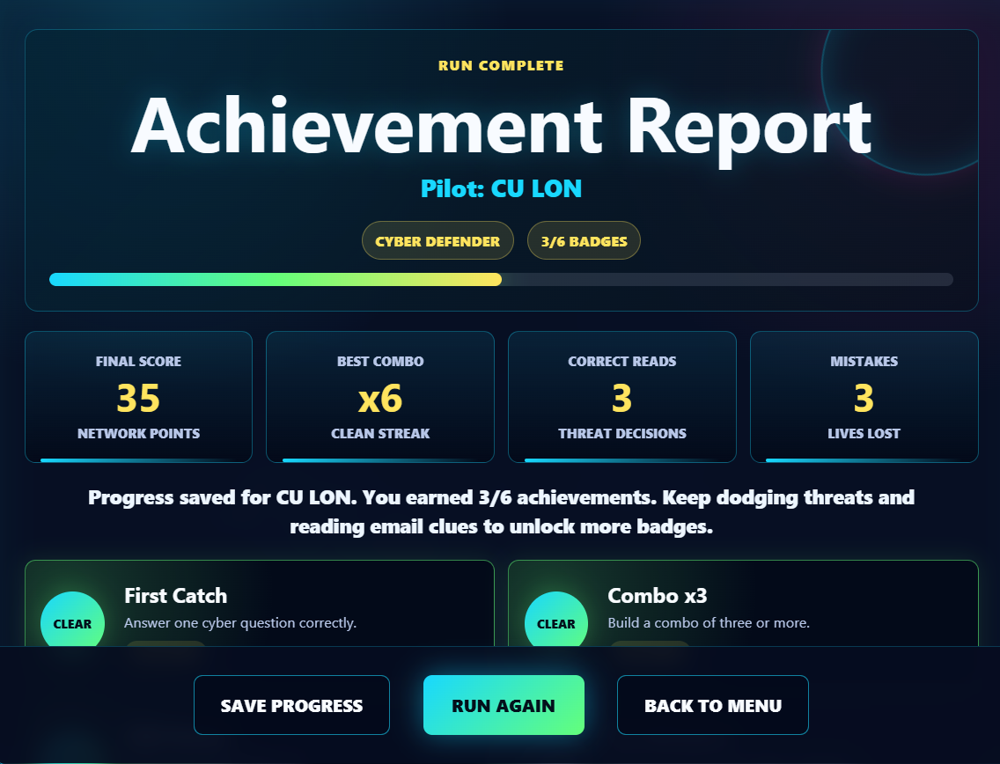 RUN COMPLETE
Achievement Report
Pilot: CU LON
CYBER DEFENDER
3/6 BADGES
FINAL SCORE
35
NETWORK POINTS
BEST COMBO
x6
CLEAN STREAK
CORRECT READS
3
THREAT DECISIONS
MISTAKES
3
LIVES LOST
Progress saved for CU LON. You earned 3/6 achievements. Keep dodging threats and
reading email clues to unlock more badges.
CLEAR
First Catch
Answer one cyber question correctly.
CLEAR
Combo x3
Build a combo of three or more.
SAVE PROGRESS
RUN AGAIN
BACK TO MENU